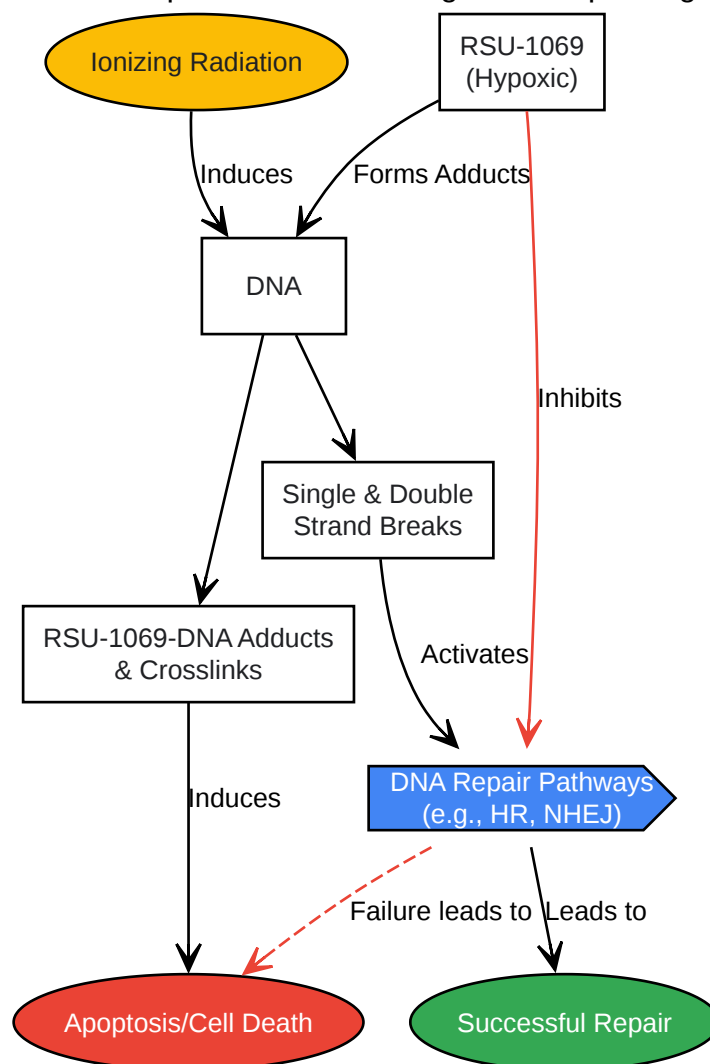 Ionizing Radiation
RSU-1069
(Hypoxic)
Induces
Forms Adducts
DNA
Inhibits
Single & Double
Strand Breaks
RSU-1069-DNA Adducts
& Crosslinks
Activates
Induces
DNA Repair Pathways
(e.g., HR, NHEJ)
Failure leads to
Leads to
Apoptosis/Cell Death
Successful Repair